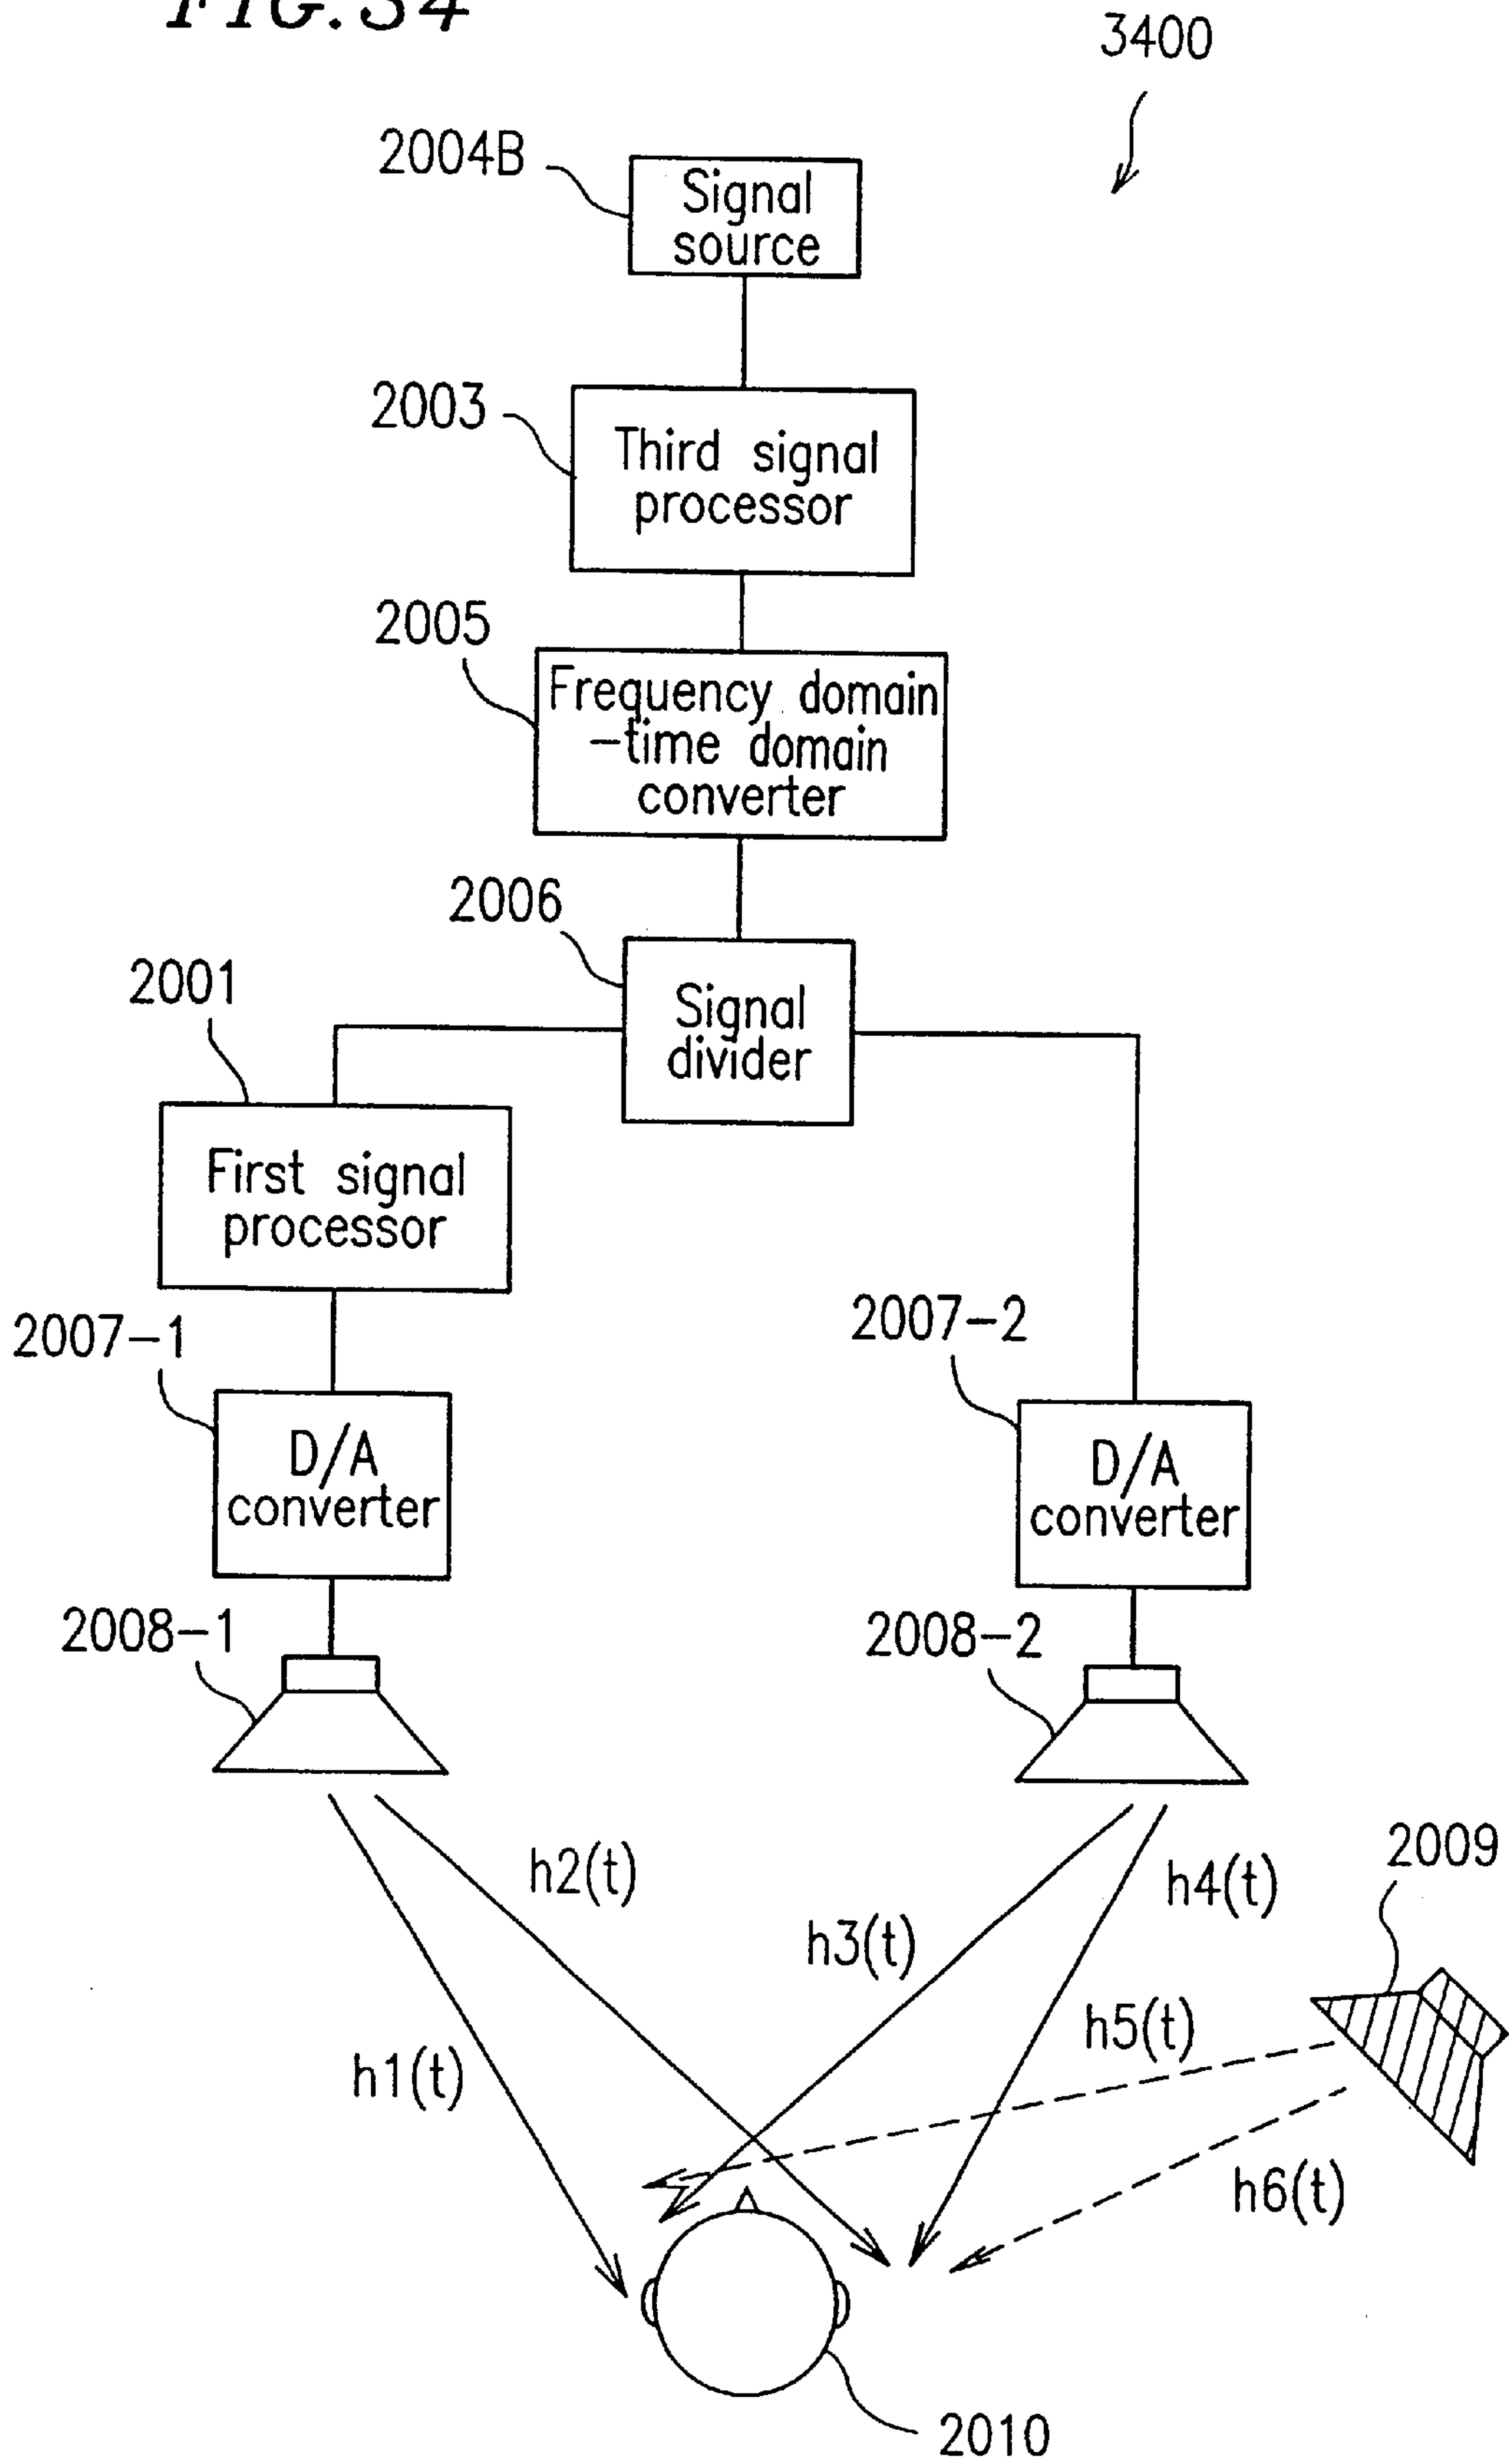 FIG. 34
3400
2004B
Signal
source
2003
Third signal
processor
2005
Frequency domain
-time domain
converter
2006
Signal
divider
2001
First signal
processor
2007-1
D/A
converter
2007-2
D/A
converter
2008-1
2008-2
h1(t)
h2(t)
h3(t)
h4(t)
2009
h5(t)
h6(t)
2010